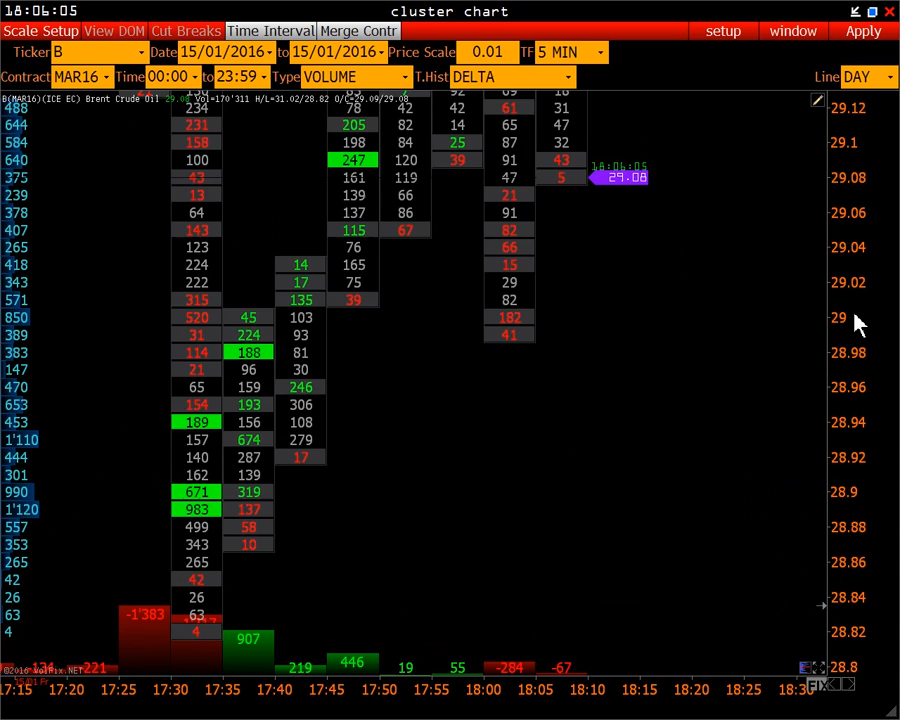 18:06:05 cluster chart
Scale Setup View DOM Cut Breaks Time Interval Merge Contr setup window Apply
Ticker B Date 15/01/2016 to 15/01/2016 Price Scale 0.01 TF 5 MIN
Contract MAR16 Time 00:00 to 23:59 Type VOLUME T.Hist DELTA Line DAY
B(MAR16)(ICE EC) Brent Crude Oil 29.08 Vol=170'311 H/L=31.02/28.82 O/C=29.09/29.08
488 234 78 42 42 61 31 29.12
644 231 205 82 14 65 47
584 158 198 84 25 87 32 29.1
640 100 247 120 39 91 43 18:06:05
375 43 161 119 47 5 29.08 29.08
239 13 139 66 21
378 64 137 86 91 29.06
407 143 115 67 82
265 123 76 66 29.04
418 224 14 165 15
343 222 17 75 29 29.02
571 315 135 39 82
850 520 45 103 182 29
389 31 224 93 41
383 114 188 81 28.98
147 21 96 30
470 65 159 246 28.96
653 154 193 306
453 189 156 108 28.94
1'110 157 674 279
444 140 287 17 28.92
301 162 139
990 671 319 28.9
1'120 983 137
557 499 58 28.88
353 343 10
265 265 28.86
42 42
26 26 28.84
63 -1'383 63
4 4 907 28.82
-134 -221 219 446 19 55 -284 -67 28.8
©2016 VolFix.NET
15/01 Fr
17:15 17:20 17:25 17:30 17:35 17:40 17:45 17:50 17:55 18:00 18:05 18:10 18:15 18:20 18:25 18:30 FIX